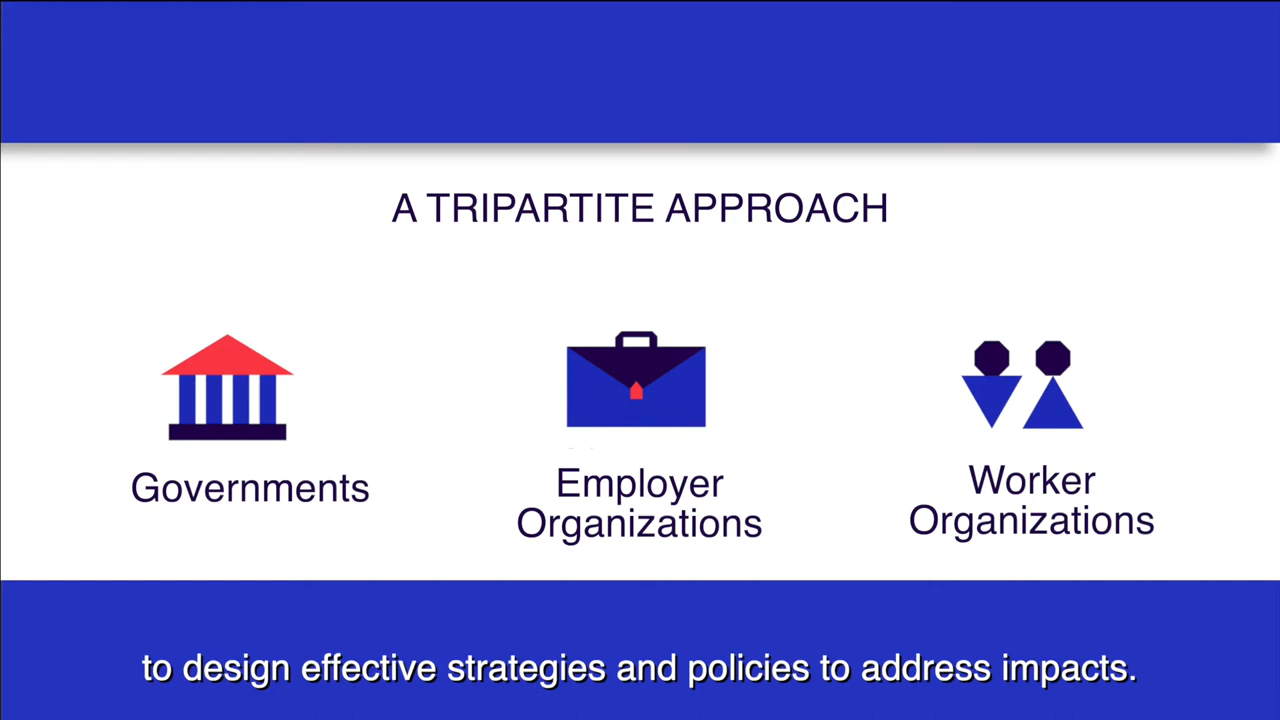 A TRIPARTITE APPROACH
Governments
Employer
Organizations
Worker
Organizations
to design effective strategies and policies to address impacts.